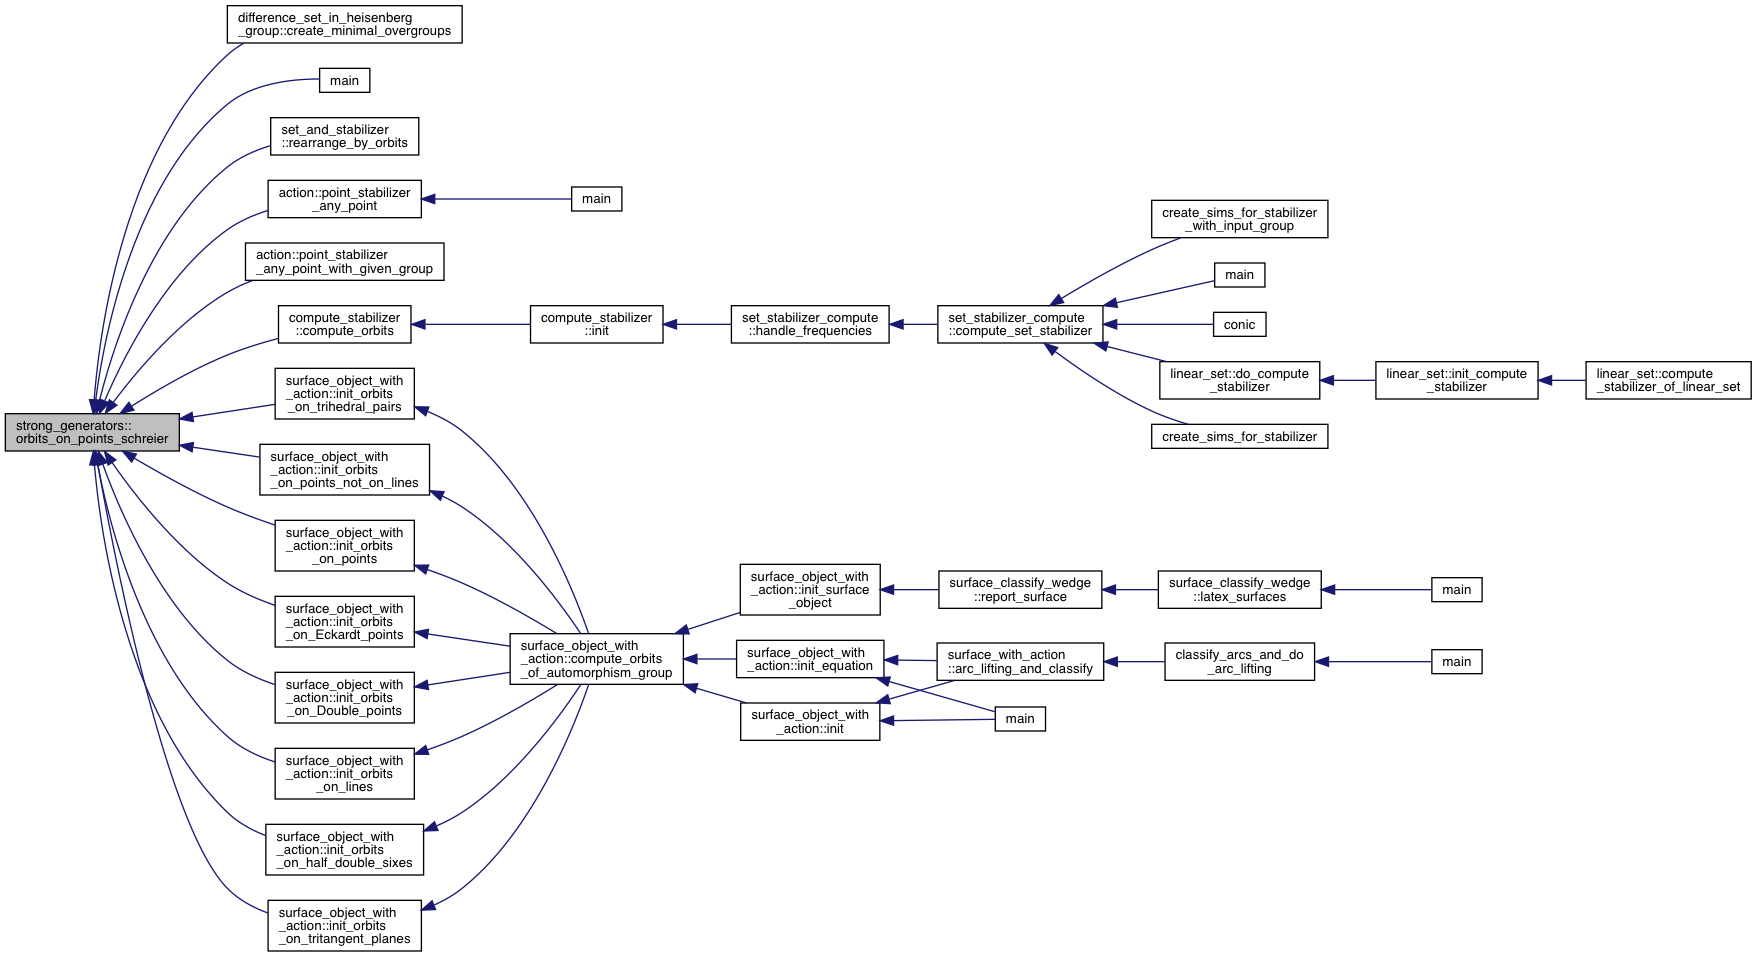 difference_set_in_heisenberg
_group::create_minimal_overgroups
main
set_and_stabilizer
::rearrange_by_orbits
action::point_stabilizer
_any_point
main
action::point_stabilizer
_any_point_with_given_group
compute_stabilizer
::compute_orbits
compute_stabilizer
::init
set_stabilizer_compute
::handle_frequencies
set_stabilizer_compute
::compute_set_stabilizer
create_sims_for_stabilizer
_with_input_group
main
conic
linear_set::do_compute
_stabilizer
linear_set::init_compute
_stabilizer
linear_set::compute
_stabilizer_of_linear_set
create_sims_for_stabilizer
strong_generators::
orbits_on_points_schreier
surface_object_with
_action::init_orbits
_on_trihedral_pairs
surface_object_with
_action::init_orbits
_on_points_not_on_lines
surface_object_with
_action::init_orbits
_on_points
surface_object_with
_action::init_orbits
_on_Eckardt_points
surface_object_with
_action::init_orbits
_on_Double_points
surface_object_with
_action::init_orbits
_on_lines
surface_object_with
_action::init_orbits
_on_half_double_sixes
surface_object_with
_action::init_orbits
_on_tritangent_planes
surface_object_with
_action::compute_orbits
_of_automorphism_group
surface_object_with
_action::init_surface
_object
surface_classify_wedge
::report_surface
surface_classify_wedge
::latex_surfaces
main
surface_object_with
_action::init_equation
surface_with_action
::arc_lifting_and_classify
classify_arcs_and_do
_arc_lifting
main
surface_object_with
_action::init
main